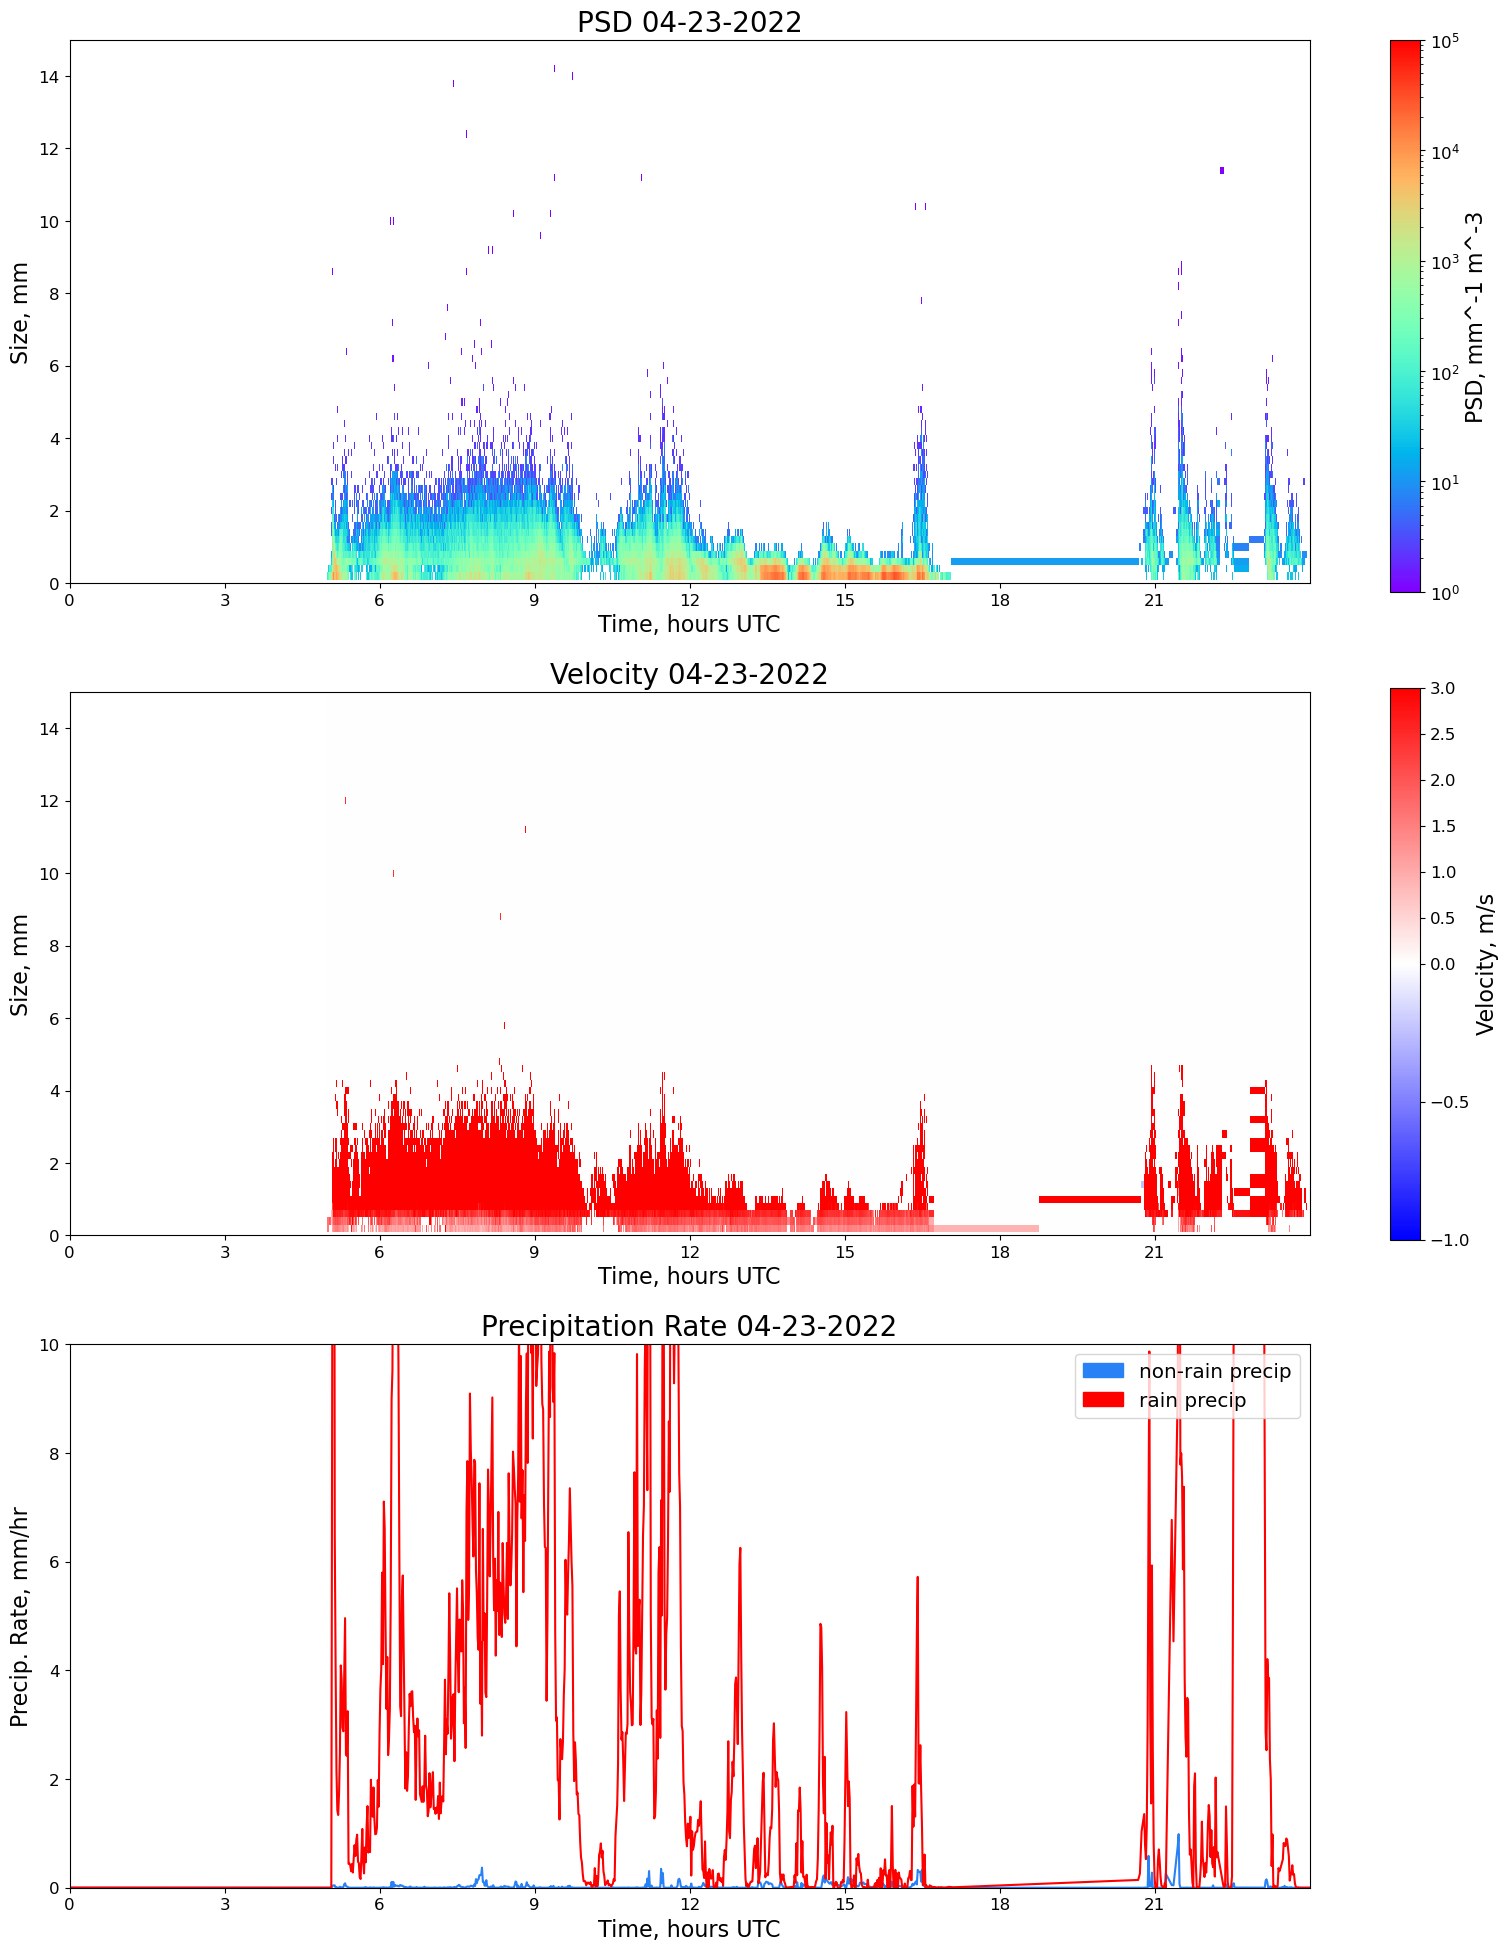 PSD 04-23-2022
14
12
10
8
6
4
2
0
Size, mm
0 3 6 9 12 15 18 21
Time, hours UTC
10^5
10^4
10^3
10^2
10^1
10^0
PSD, mm^-1 m^-3
Velocity 04-23-2022
14
12
10
8
6
4
2
0
Size, mm
0 3 6 9 12 15 18 21
Time, hours UTC
3.0
2.5
2.0
1.5
1.0
0.5
0.0
−0.5
−1.0
Velocity, m/s
Precipitation Rate 04-23-2022
10
8
6
4
2
0
Precip. Rate, mm/hr
non-rain precip
rain precip
0 3 6 9 12 15 18 21
Time, hours UTC